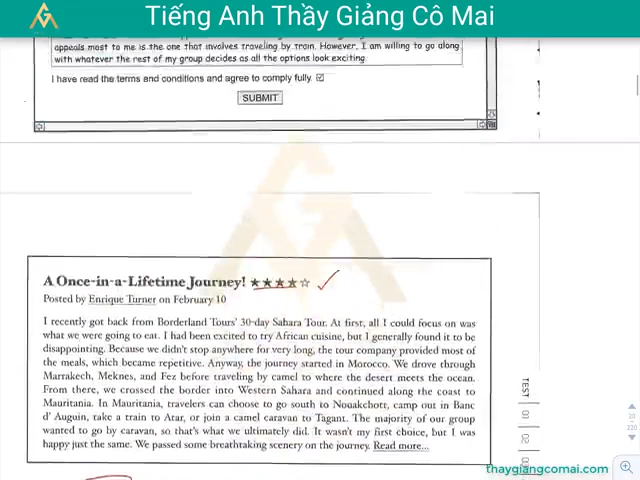 Tiếng Anh Thầy Giảng Cô Mai
appeals most to me is the one that involves traveling by train. However, I am willing to go along
with whatever the rest of my group decides as all the options look exciting.
I have read the terms and conditions and agree to comply fully.
SUBMIT
A Once-in-a-Lifetime Journey! ★★★★☆
Posted by Enrique Turner on February 10
I recently got back from Borderland Tours' 30-day Sahara Tour. At first, all I could focus on was
what we were going to eat. I had been excited to try African cuisine, but I generally found it to be
disappointing. Because we didn't stop anywhere for very long, the tour company provided most of
the meals, which became repetitive. Anyway, the journey started in Morocco. We drove through
Marrakech, Meknes, and Fez before traveling by camel to where the desert meets the ocean.
From there, we crossed the border into Western Sahara and continued along the coast to
Mauritania. In Mauritania, travelers can choose to go south to Nouakchott, camp out in Banc
d' Auguin, take a train to Atar, or join a camel caravan to Tagant. The majority of our group
wanted to go by caravan, so that's what we ultimately did. It wasn't my first choice, but I was
happy just the same. We passed some breathtaking scenery on the journey. Read more...
TEST
01
02
220
thaygiangcomai.com